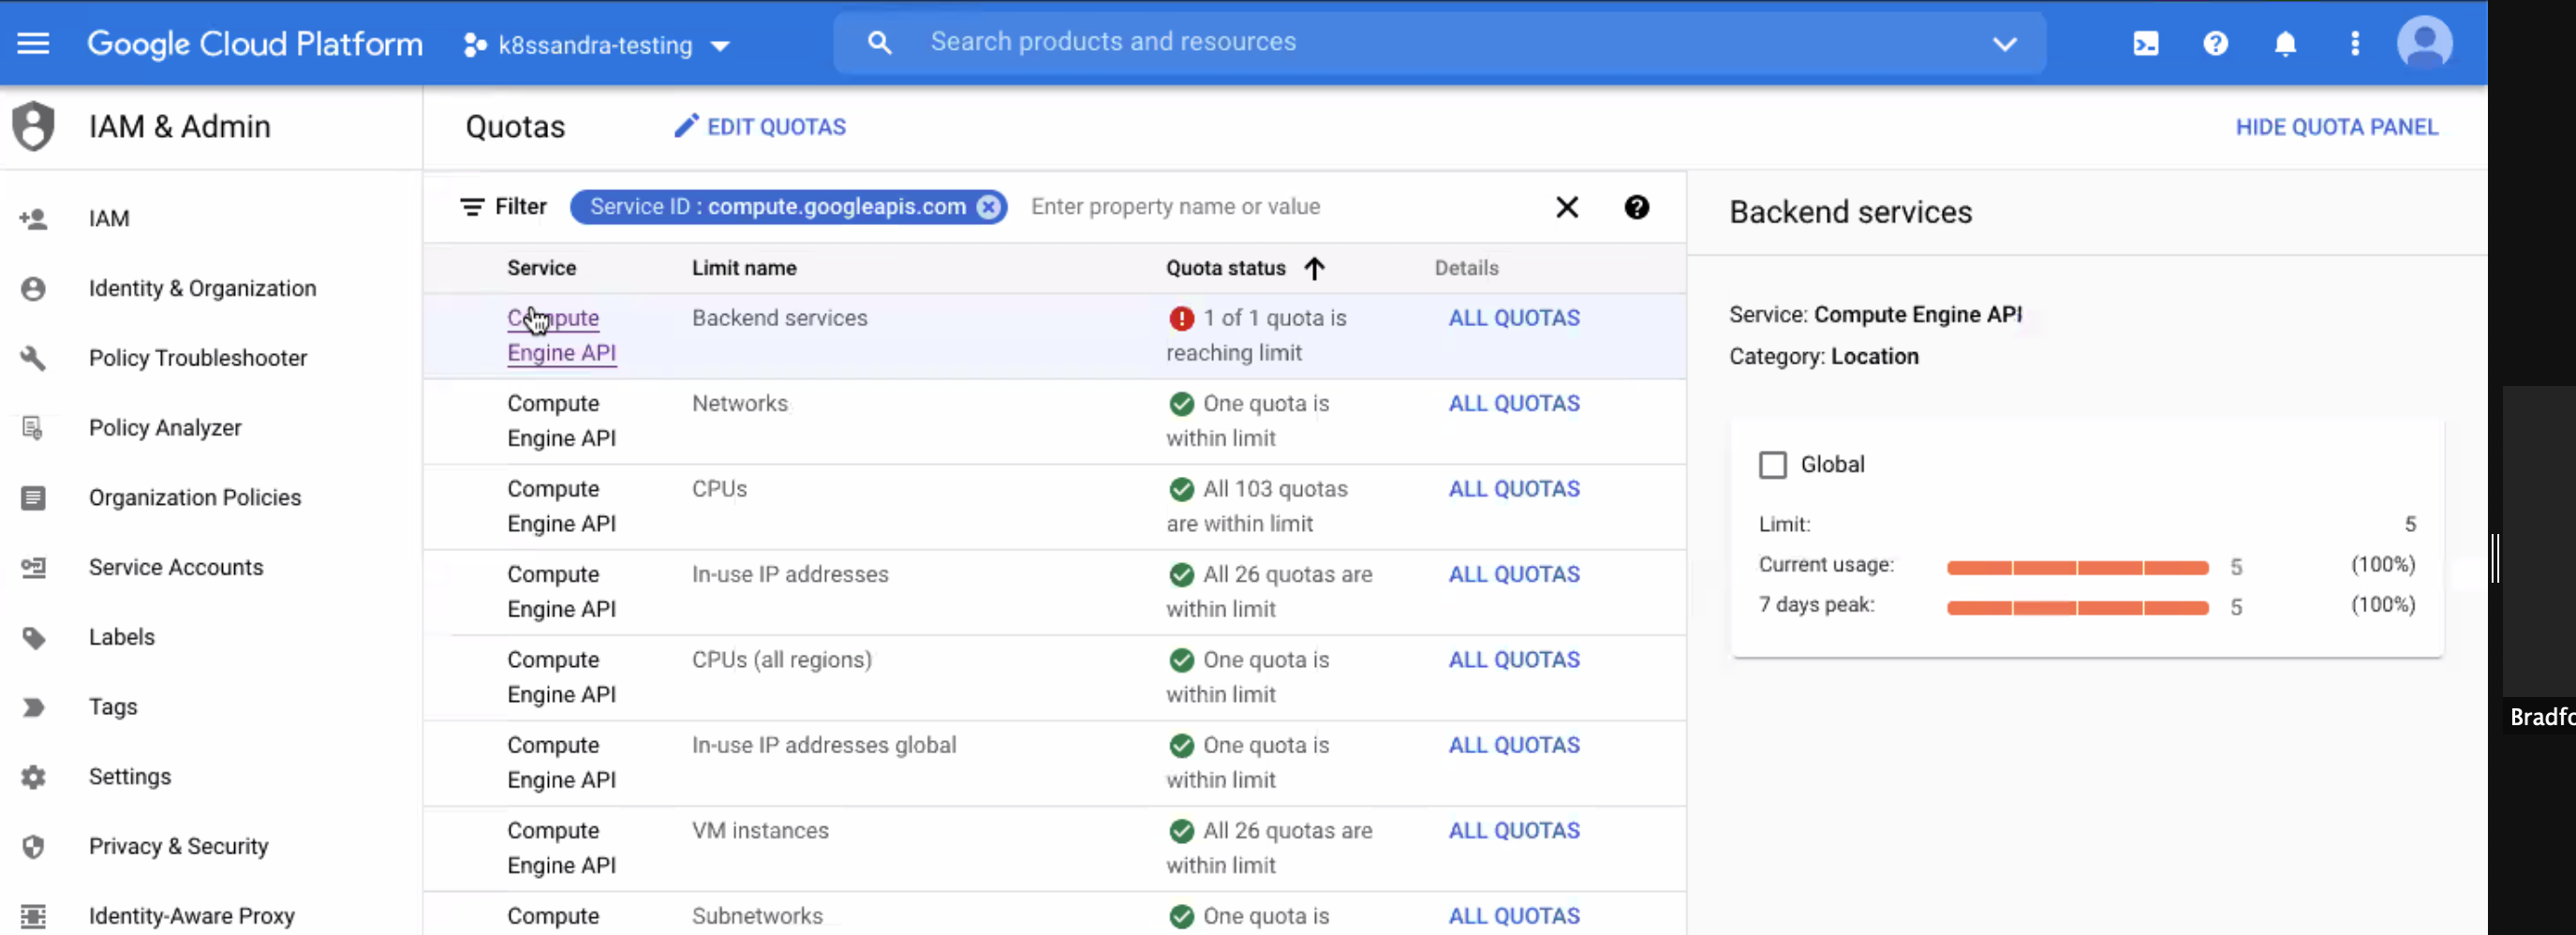 Google Cloud Platform
k8ssandra-testing
Search products and resources
IAM & Admin
Quotas
EDIT QUOTAS
HIDE QUOTA PANEL
IAM
Identity & Organization
Policy Troubleshooter
Policy Analyzer
Organization Policies
Service Accounts
Labels
Tags
Settings
Privacy & Security
Identity-Aware Proxy
Filter
Service ID : compute.googleapis.com
Enter property name or value
Service Limit name Quota status Details
Compute Backend services 1 of 1 quota is ALL QUOTAS
Engine API reaching limit
Compute Networks One quota is ALL QUOTAS
Engine API within limit
Compute CPUs All 103 quotas ALL QUOTAS
Engine API are within limit
Compute In-use IP addresses All 26 quotas are ALL QUOTAS
Engine API within limit
Compute CPUs (all regions) One quota is ALL QUOTAS
Engine API within limit
Compute In-use IP addresses global One quota is ALL QUOTAS
Engine API within limit
Compute VM instances All 26 quotas are ALL QUOTAS
Engine API within limit
Compute Subnetworks One quota is ALL QUOTAS
Backend services
Service: Compute Engine API
Category: Location
Global
Limit: 5
Current usage: 5 (100%)
7 days peak: 5 (100%)
Bradfo